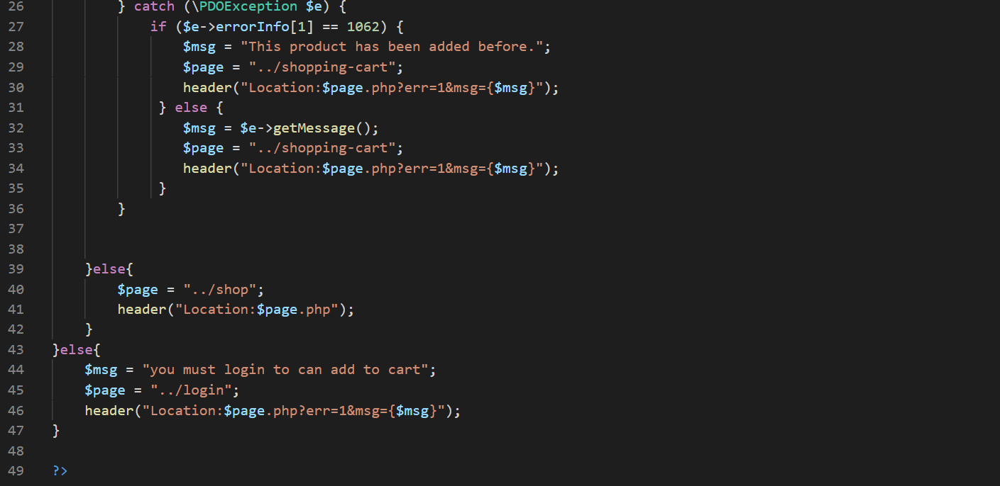 26 } catch (\PDOException $e) {
27 if ($e->errorInfo[1] == 1062) {
28 $msg = "This product has been added before.";
29 $page = "../shopping-cart";
30 header("Location:$page.php?err=1&msg={$msg}");
31 } else {
32 $msg = $e->getMessage();
33 $page = "../shopping-cart";
34 header("Location:$page.php?err=1&msg={$msg}");
35 }
36 }
37
38
39 }else{
40 $page = "../shop";
41 header("Location:$page.php");
42 }
43 }else{
44 $msg = "you must login to can add to cart";
45 $page = "../login";
46 header("Location:$page.php?err=1&msg={$msg}");
47 }
48
49 ?>